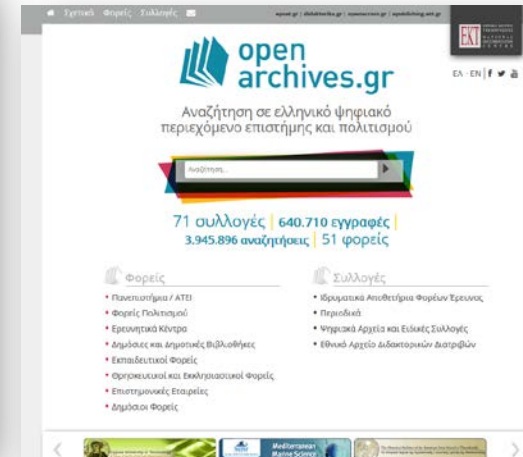 Σχετικά Φορείς Συλλογές
ΕΚΤ
open
archives.gr
ΕΛ - EN
Αναζήτηση σε ελληνικό ψηφιακό
περιεχόμενο επιστήμης και πολιτισμού
Αναζήτηση...
71 συλλογές | 640.710 εγγραφές |
3.945.896 αναζητήσεις | 51 φορείς
Φορείς
• Πανεπιστήμια / ΑΤΕΙ
• Φορείς Πολιτισμού
• Ερευνητικά Κέντρα
• Δημόσιες και Δημοτικές Βιβλιοθήκες
• Εκπαιδευτικοί Φορείς
• Θρησκευτικοί και Εκκλησιαστικοί Φορείς
• Επιστημονικές Εταιρείες
• Δημόσιοι Φορείς
Συλλογές
• Ιδρυματικά Αποθετήρια Φορέων Έρευνας
• Περιοδικά
• Ψηφιακά Αρχεία και Ειδικές Συλλογές
• Εθνικό Αρχείο Διδακτορικών Διατριβών
Mediterranean
Marine Science